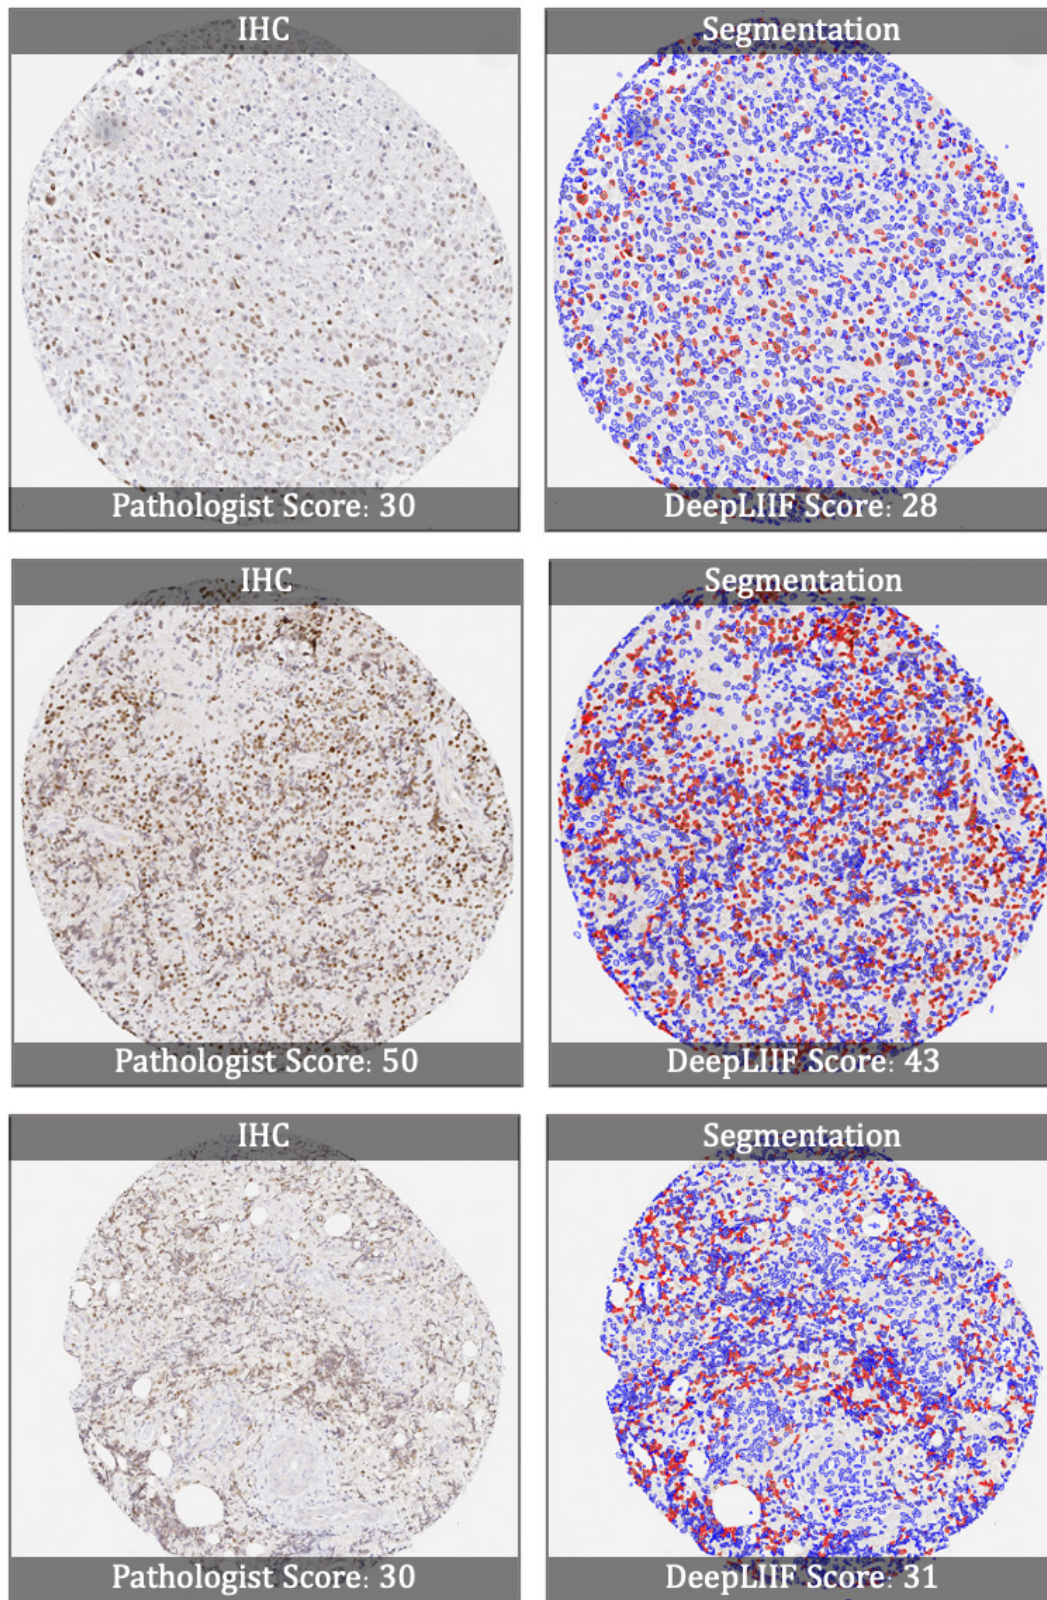 IHC
Segmentation
Pathologist Score: 30
DeepLIIF Score: 28
IHC
Segmentation
Pathologist Score: 50
DeepLIIF Score: 43
IHC
Segmentation
Pathologist Score: 30
DeepLIIF Score: 31